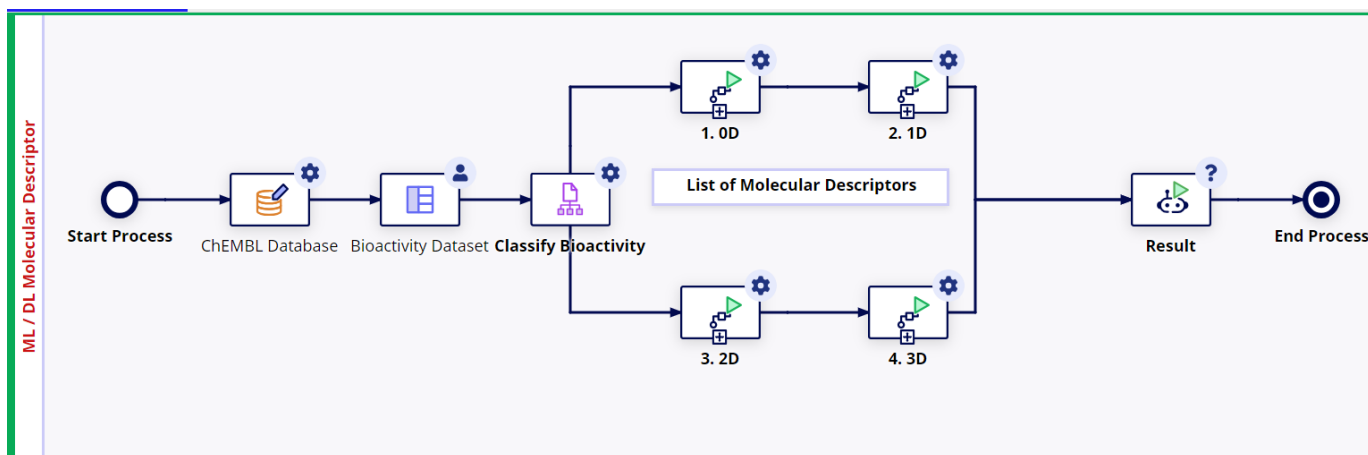 ML / DL Molecular Descriptor
Start Process
ChEMBL Database
Bioactivity Dataset
Classify Bioactivity
1. 0D
2. 1D
List of Molecular Descriptors
3. 2D
4. 3D
?
Result
End Process